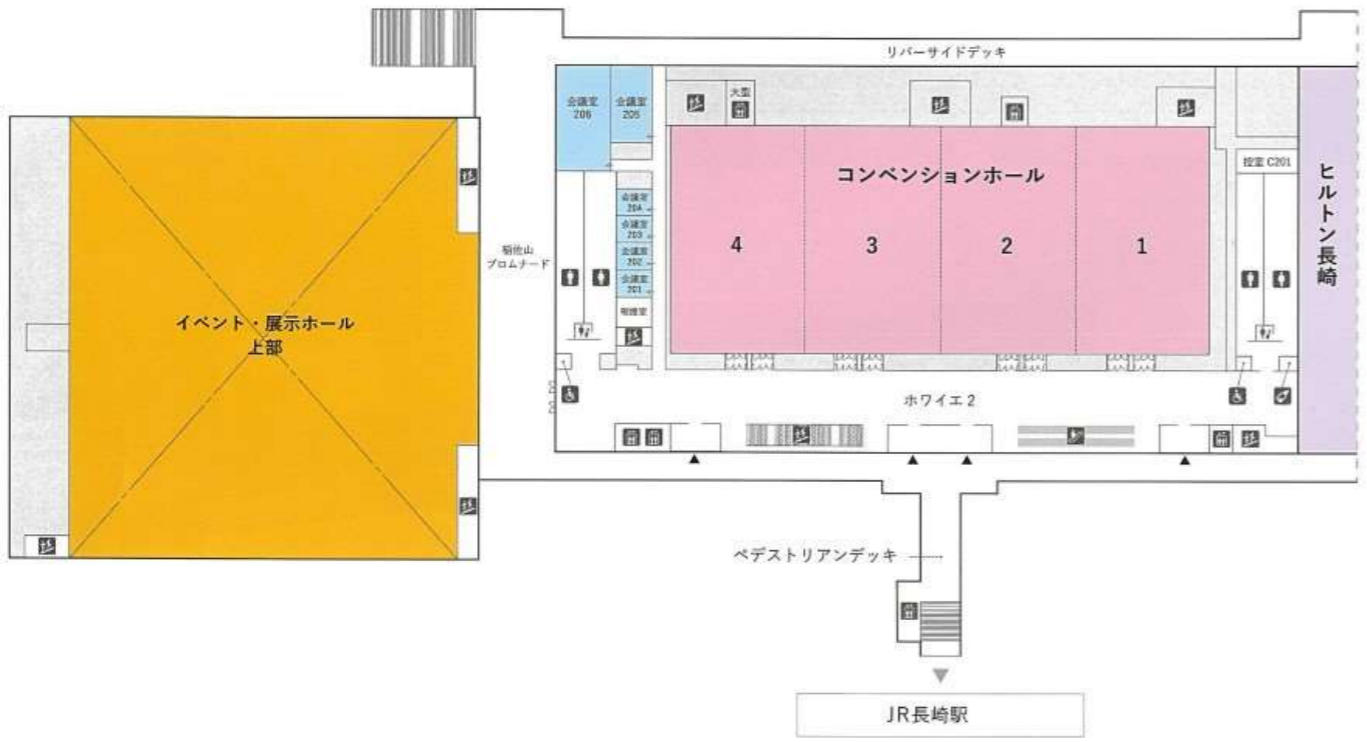 リバーサイドデッキ
会議室
206
会議室
205
大型
コンベンションホール
控室 C201
ヒルトン長崎
会議室
204
会議室
203
会議室
202
会議室
201
喫煙室
稲佐山
プロムナード
4
3
2
1
イベント・展示ホール
上部
ホワイエ 2
ペデストリアンデッキ
JR長崎駅